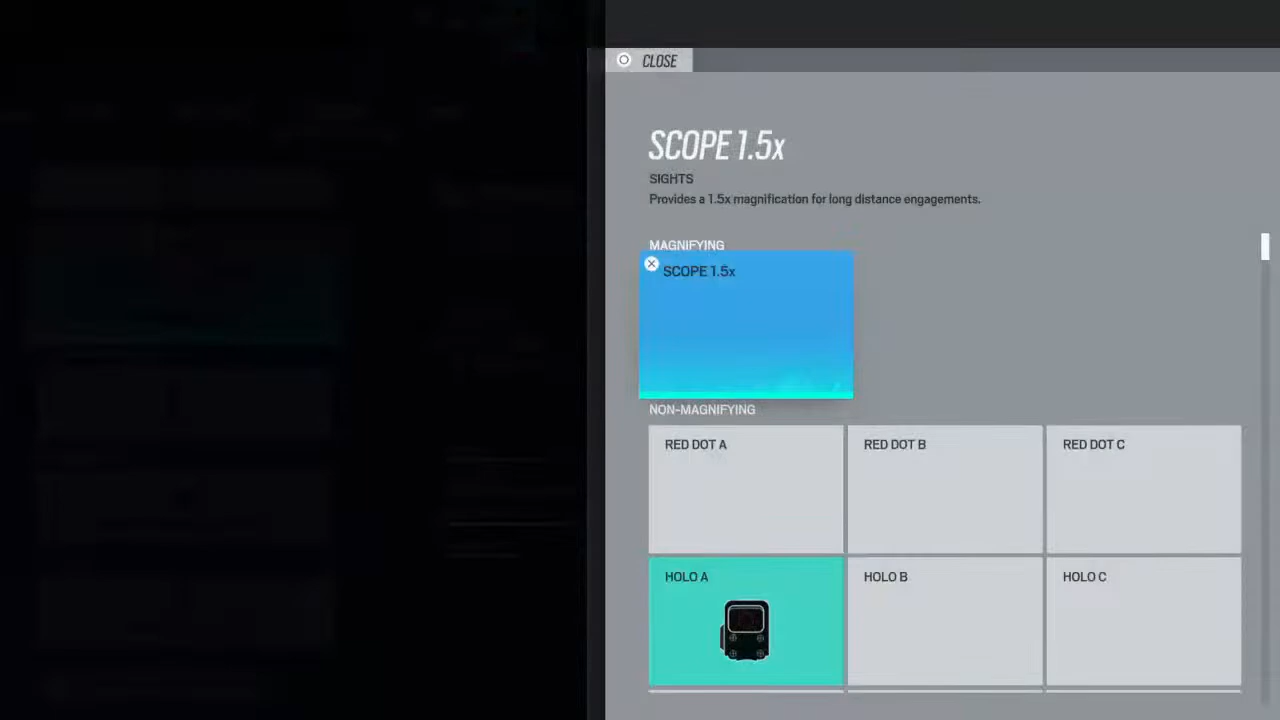 CLOSE
SCOPE 1.5x
SIGHTS
Provides a 1.5x magnification for long distance engagements.
MAGNIFYING
SCOPE 1.5x
NON-MAGNIFYING
RED DOT A
RED DOT B
RED DOT C
HOLO A
HOLO B
HOLO C